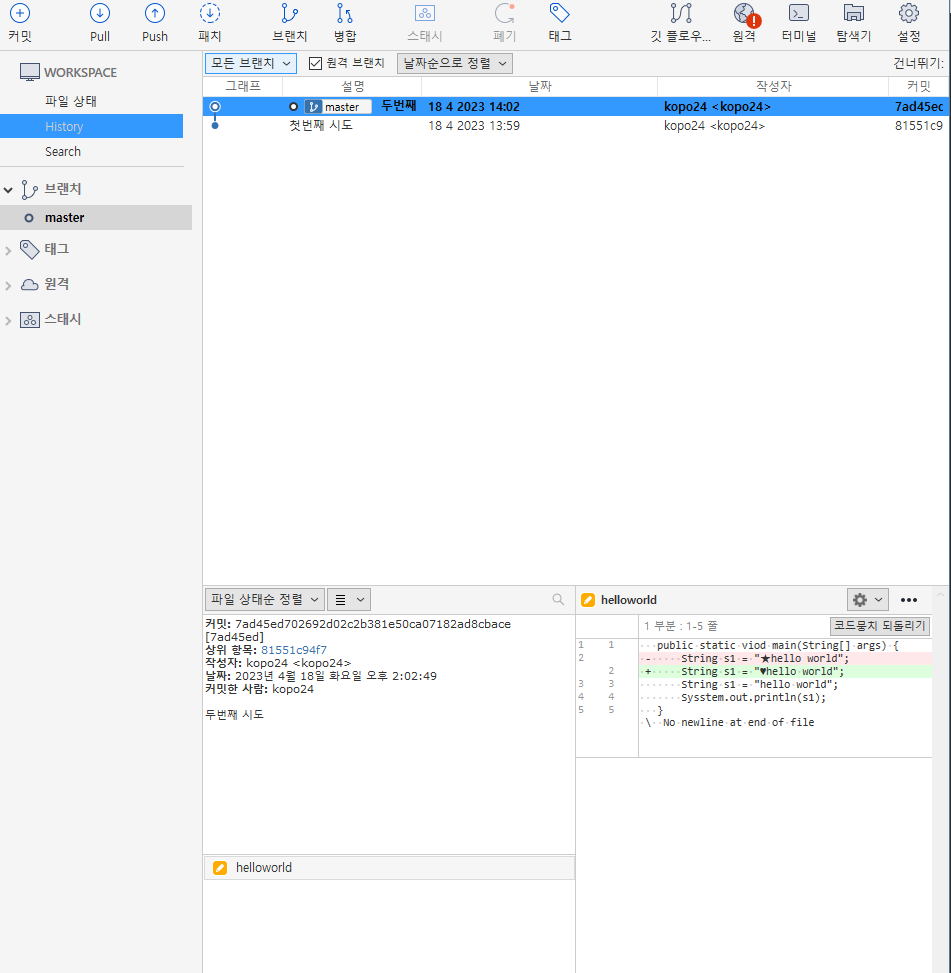 커밋 Pull Push 패치 브랜치 병합 스태시 폐기 태그 깃 플로우... 원격 터미널 탐색기 설정
WORKSPACE
파일 상태
History
Search
브랜치
master
태그
원격
스태시
모든 브랜치 원격 브랜치 날짜순으로 정렬 건너뛰기:
그래프 설명 날짜 작성자 커밋
master 두번째 18 4 2023 14:02 kopo24 <kopo24> 7ad45ec
첫번째 시도 18 4 2023 13:59 kopo24 <kopo24> 81551c9
파일 상태순 정렬
커밋: 7ad45ed702692d02c2b381e50ca07182ad8cbace
[7ad45ed]
상위 항목: 81551c94f7
작성자: kopo24 <kopo24>
날짜: 2023년 4월 18일 화요일 오후 2:02:49
커밋한 사람: kopo24
두번째 시도
helloworld
helloworld
1 부분 : 1-5 줄 코드뭉치 되돌리기
1 1 ···public·static·viod·main(String[]·args)·{
2 -·······String·s1·=·"★hello·world";
2 +·······String·s1·=·"♥hello·world";
3 3 ·······String·s1·=·"hello·world";
4 4 ·······Sysstem.out.println(s1);
5 5 ···}
\·No·newline·at·end·of·file